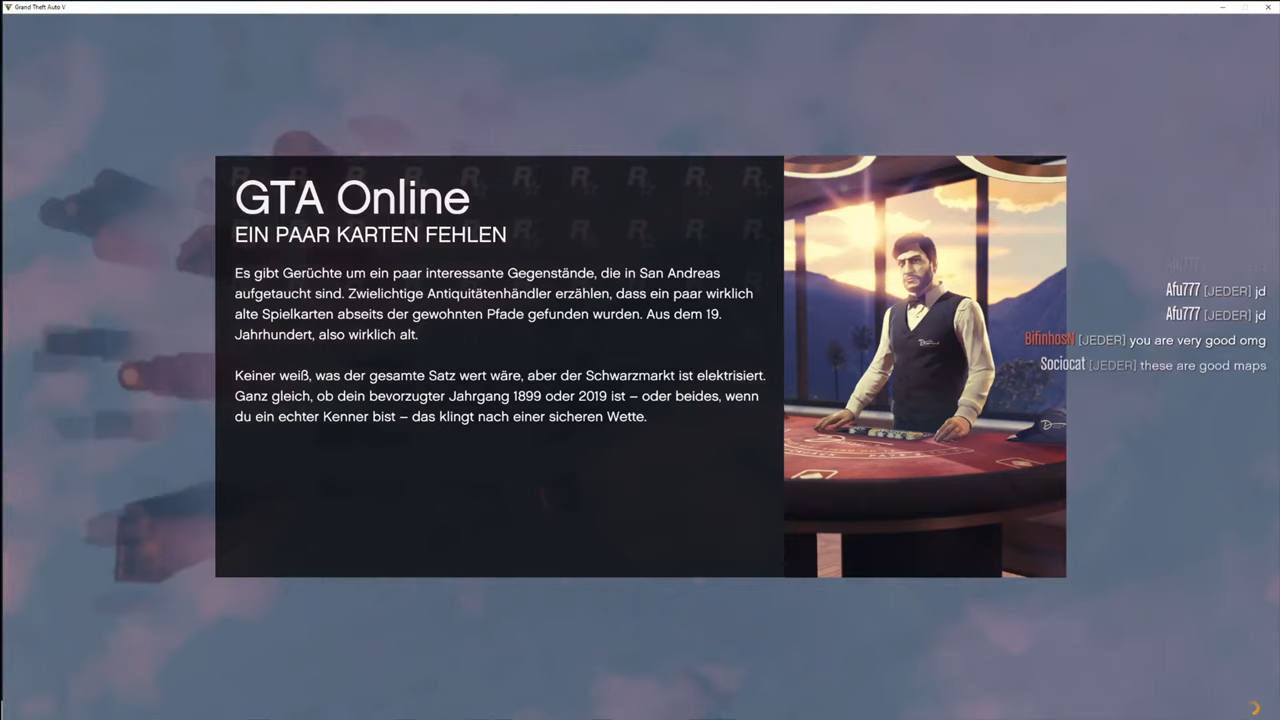 Grand Theft Auto V
GTA Online
EIN PAAR KARTEN FEHLEN
Es gibt Gerüchte um ein paar interessante Gegenstände, die in San Andreas
aufgetaucht sind. Zwielichtige Antiquitätenhändler erzählen, dass ein paar wirklich
alte Spielkarten abseits der gewohnten Pfade gefunden wurden. Aus dem 19.
Jahrhundert, also wirklich alt.
Keiner weiß, was der gesamte Satz wert wäre, aber der Schwarzmarkt ist elektrisiert.
Ganz gleich, ob dein bevorzugter Jahrgang 1899 oder 2019 ist – oder beides, wenn
du ein echter Kenner bist – das klingt nach einer sicheren Wette.
Afu777 [JEDER] jd
Afu777 [JEDER] jd
BifinhosN [JEDER] you are very good omg
Sociocat [JEDER] these are good maps